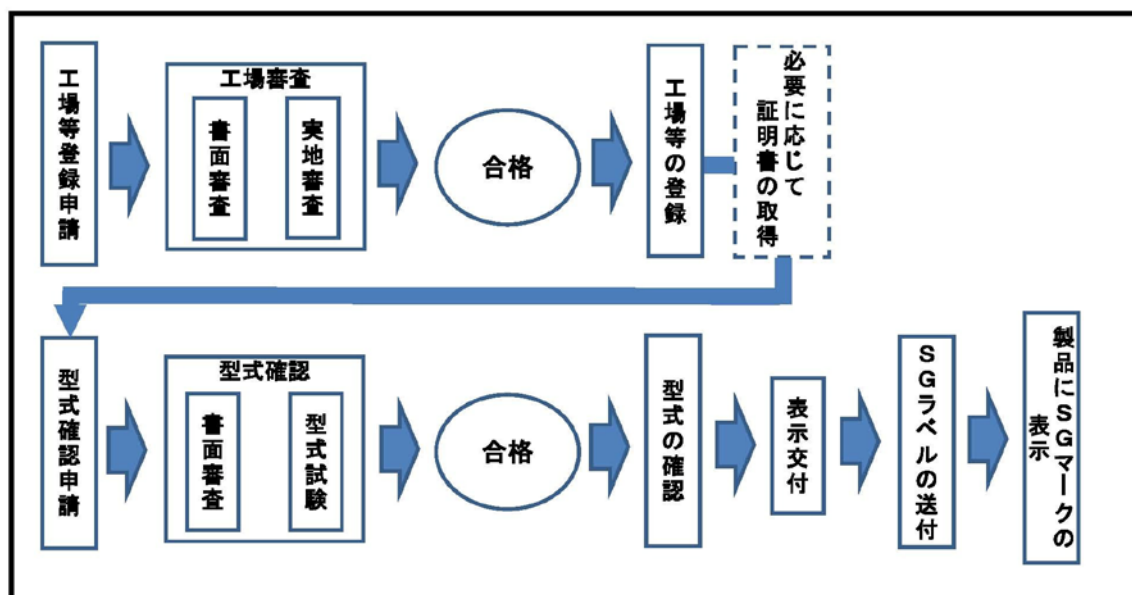 工場等登録申請
工場審査
書面審査
実地審査
合格
工場等の登録
必要に応じて
証明書の取得
型式確認申請
型式確認
書面審査
型式試験
合格
型式の確認
表示交付
SGラベルの送付
製品にSGマークの
表示